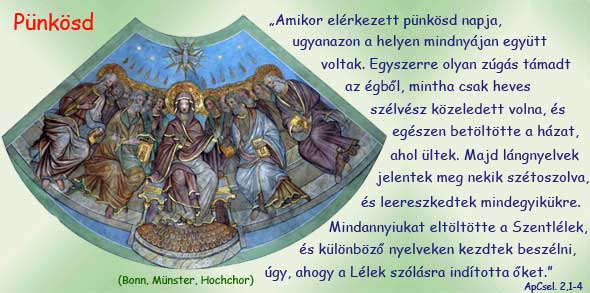 Pünkösd
„Amikor elérkezett pünkösd napja,
ugyanazon a helyen mindnyájan együtt
voltak. Egyszerre olyan zúgás támadt
az égből, mintha csak heves
szélvész közeledett volna, és
egészen betöltötte a házat,
ahol ültek. Majd lángnyelvek
jelentek meg nekik szétoszolva,
és leereszkedtek mindegyikükre.
Mindannyiukat eltöltötte a Szentlélek,
és különböző nyelveken kezdtek beszélni,
úgy, ahogy a Lélek szólásra indította őket.”
ApCsel. 2,1-4
(Bonn, Münster, Hochchor)